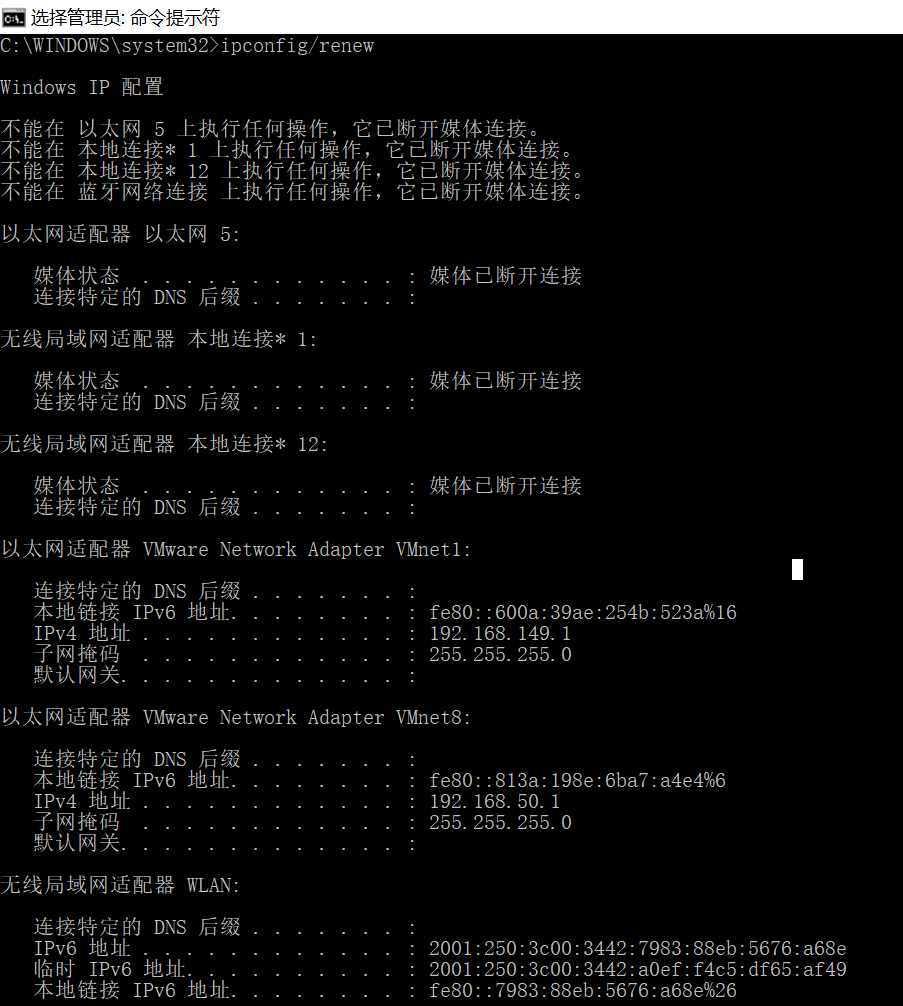 选择管理员: 命令提示符
C:\WINDOWS\system32>ipconfig/renew
Windows IP 配置
不能在 以太网 5 上执行任何操作，它已断开媒体连接。
不能在 本地连接* 1 上执行任何操作，它已断开媒体连接。
不能在 本地连接* 12 上执行任何操作，它已断开媒体连接。
不能在 蓝牙网络连接 上执行任何操作，它已断开媒体连接。
以太网适配器 以太网 5:
媒体状态  . . . . . . . . . . . . : 媒体已断开连接
连接特定的 DNS 后缀 . . . . . . . :
无线局域网适配器 本地连接* 1:
媒体状态  . . . . . . . . . . . . : 媒体已断开连接
连接特定的 DNS 后缀 . . . . . . . :
无线局域网适配器 本地连接* 12:
媒体状态  . . . . . . . . . . . . : 媒体已断开连接
连接特定的 DNS 后缀 . . . . . . . :
以太网适配器 VMware Network Adapter VMnet1:
连接特定的 DNS 后缀 . . . . . . . :
本地链接 IPv6 地址. . . . . . . . : fe80::600a:39ae:254b:523a%16
IPv4 地址 . . . . . . . . . . . . : 192.168.149.1
子网掩码  . . . . . . . . . . . . : 255.255.255.0
默认网关. . . . . . . . . . . . . :
以太网适配器 VMware Network Adapter VMnet8:
连接特定的 DNS 后缀 . . . . . . . :
本地链接 IPv6 地址. . . . . . . . : fe80::813a:198e:6ba7:a4e4%6
IPv4 地址 . . . . . . . . . . . . : 192.168.50.1
子网掩码  . . . . . . . . . . . . : 255.255.255.0
默认网关. . . . . . . . . . . . . :
无线局域网适配器 WLAN:
连接特定的 DNS 后缀 . . . . . . . :
IPv6 地址 . . . . . . . . . . . . : 2001:250:3c00:3442:7983:88eb:5676:a68e
临时 IPv6 地址. . . . . . . . . . : 2001:250:3c00:3442:a0ef:f4c5:df65:af49
本地链接 IPv6 地址. . . . . . . . : fe80::7983:88eb:5676:a68e%26